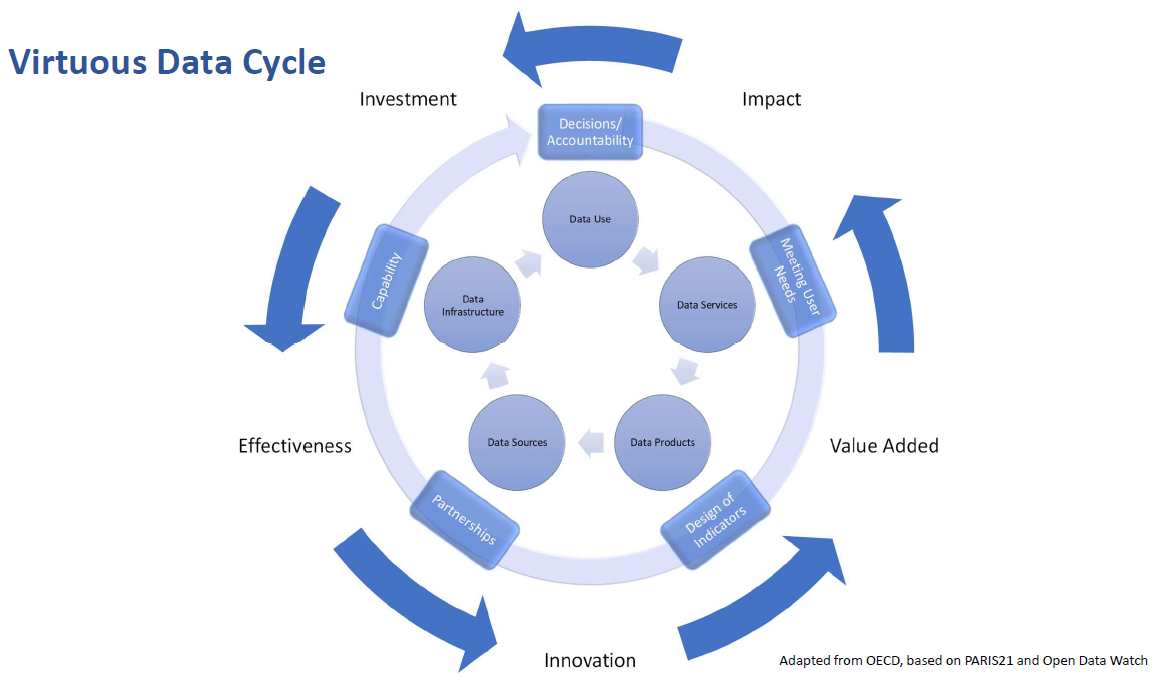 Virtuous Data Cycle
Investment
Impact
Decisions/
Accountability
Data Use
Capability
Meeting User
Needs
Data
Infrastructure
Data Services
Effectiveness
Data Sources
Data Products
Value Added
Partnerships
Design of
Indicators
Innovation
Adapted from OECD, based on PARIS21 and Open Data Watch